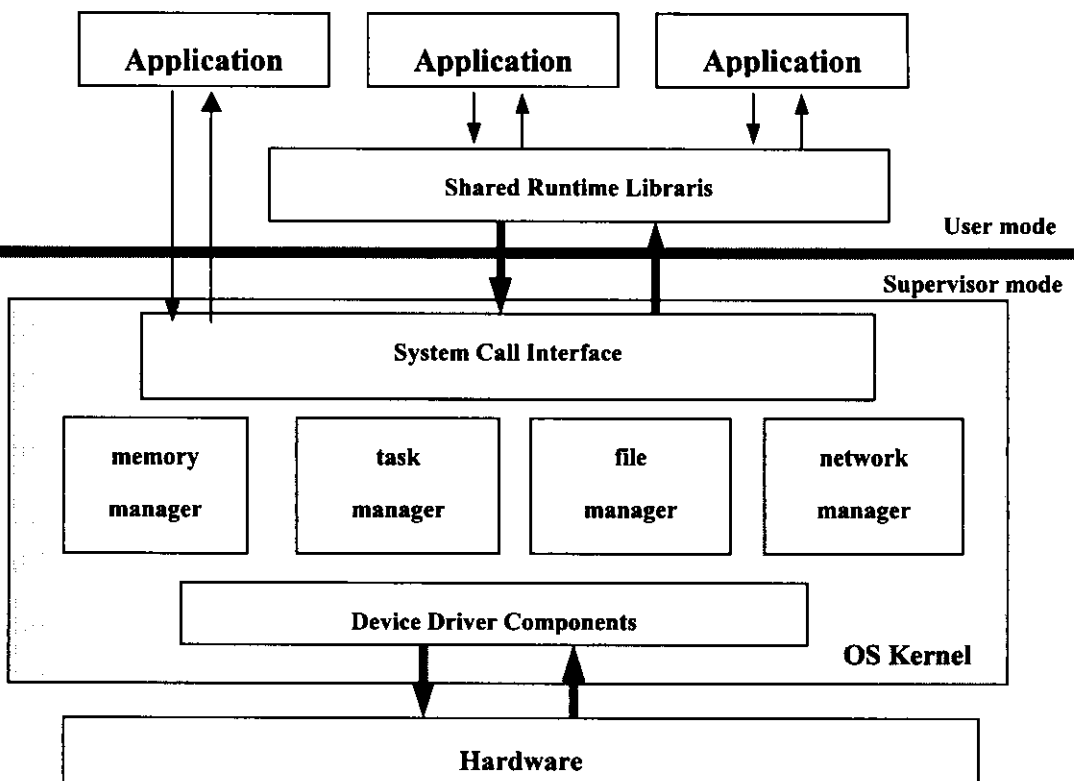 Application
Application
Application
Shared Runtime Libraris
User mode
Supervisor mode
System Call Interface
memory
manager
task
manager
file
manager
network
manager
Device Driver Components
OS Kernel
Hardware